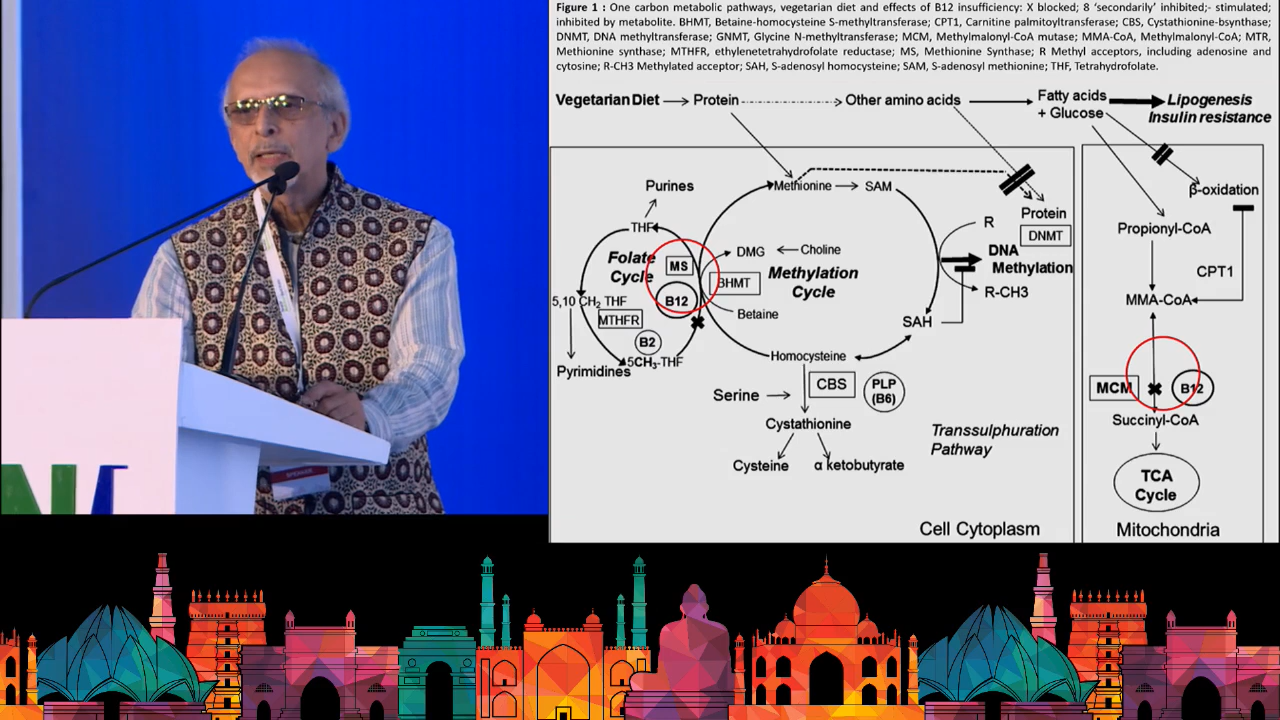 Figure 1 : One carbon metabolic pathways, vegetarian diet and effects of B12 insufficiency: X blocked; 8 ‘secondarily’ inhibited;- stimulated;
inhibited by metabolite. BHMT, Betaine-homocysteine S-methyltransferase; CPT1, Carnitine palmitoyltransferase; CBS, Cystathionine-bsynthase;
DNMT, DNA methyltransferase; GNMT, Glycine N-methyltransferase; MCM, Methylmalonyl-CoA mutase; MMA-CoA, Methylmalonyl-CoA; MTR,
Methionine synthase; MTHFR, ethylenetetrahydrofolate reductase; MS, Methionine Synthase; R Methyl acceptors, including adenosine and
cytosine; R-CH3 Methylated acceptor; SAH, S-adenosyl homocysteine; SAM, S-adenosyl methionine; THF, Tetrahydrofolate.
Vegetarian Diet
Protein
Other amino acids
Fatty acids
+ Glucose
Lipogenesis
Insulin resistance
Purines
Methionine
SAM
THF
Folate
Cycle
MS
B12
DMG
Choline
BHMT
Methylation
Cycle
Betaine
R
Protein
DNMT
DNA
Methylation
R-CH3
5,10 CH2 THF
MTHFR
B2
5CH3-THF
Pyrimidines
SAH
Homocysteine
CBS
PLP
(B6)
Serine
Cystathionine
Cysteine
α ketobutyrate
Transsulphuration
Pathway
Cell Cytoplasm
β-oxidation
Propionyl-CoA
CPT1
MMA-CoA
MCM
B12
Succinyl-CoA
TCA
Cycle
Mitochondria
SPEAKER